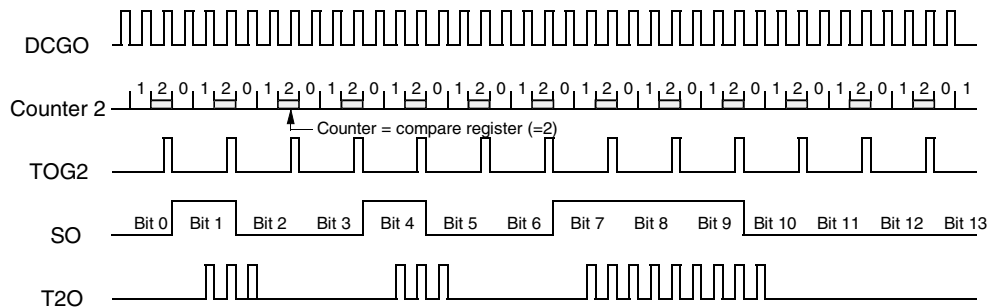 DCGO
1 2 0 1 2 0 1 2 0 1 2 0 1 2 0 1 2 0 1 2 0 1 2 0 1 2 0 1 2 0 1 2 0 1 2 0 1 2 0 1
Counter 2
Counter = compare register (=2)
TOG2
Bit 0 Bit 1 Bit 2 Bit 3 Bit 4 Bit 5 Bit 6 Bit 7 Bit 8 Bit 9 Bit 10 Bit 11 Bit 12 Bit 13
SO
T2O